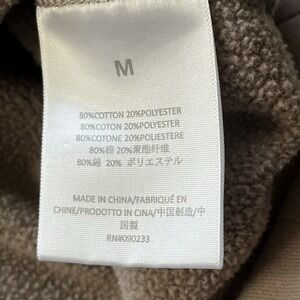 M
80%COTTON 20%POLYESTER
80%COTON 20%POLYESTER
80%COTONE 20%POLIESTERE
80%棉 20%聚酯纤维
80%綿 20% ポリエステル
MADE IN CHINA/FABRIQUÉ EN
CHINE/PRODOTTO IN CINA/中国制造/中
国製
RN#090233